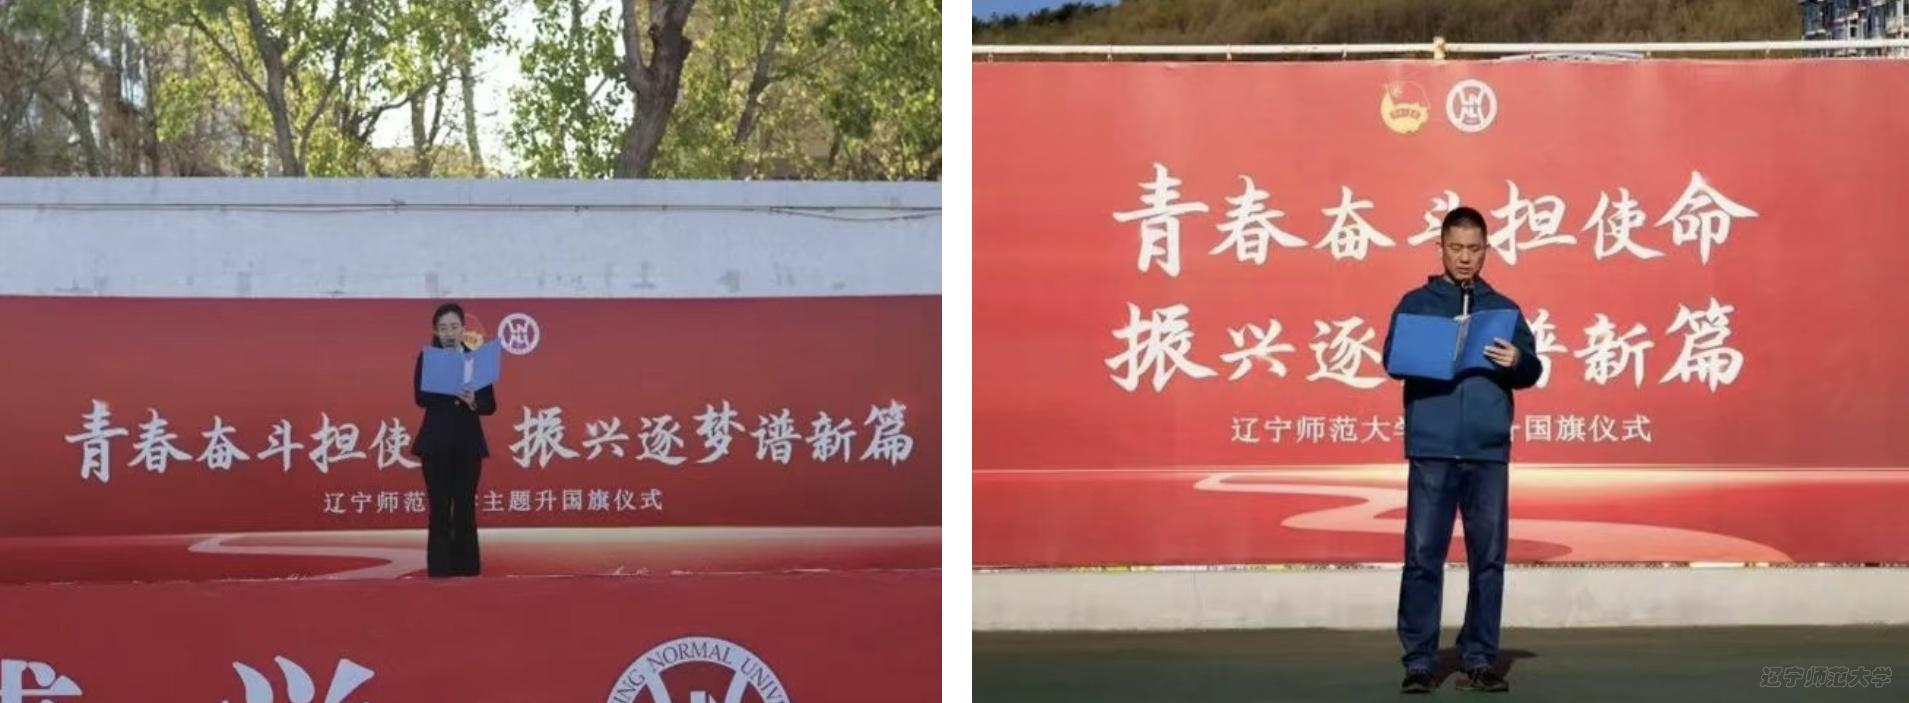 青春奋斗担使 振兴逐梦谱新篇
辽宁师范 主题升国旗仪式
兴
NORMAL
青春奋斗担使命
振兴逐 谱新篇
辽宁师范大学 升国旗仪式
辽宁师范大学